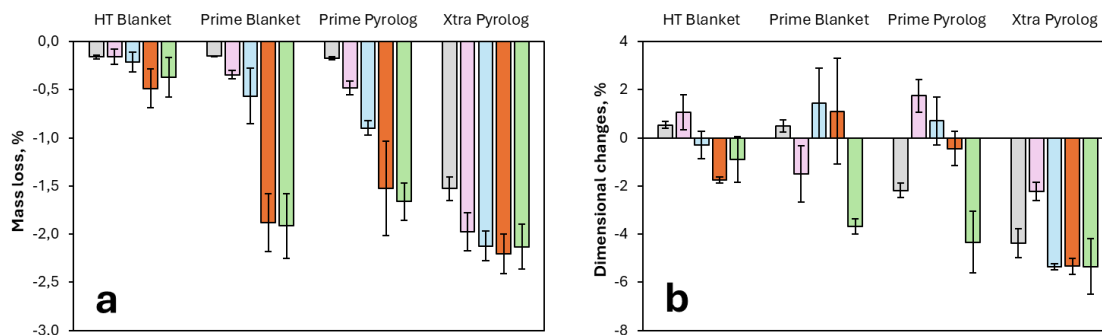 HT Blanket Prime Blanket Prime Pyrolog Xtra Pyrolog
0,0
-0,5
-1,0
-1,5
-2,0
-2,5
-3,0
Mass loss, %
a
HT Blanket Prime Blanket Prime Pyrolog Xtra Pyrolog
4
2
0
-2
-4
-6
-8
Dimensional changes, %
b